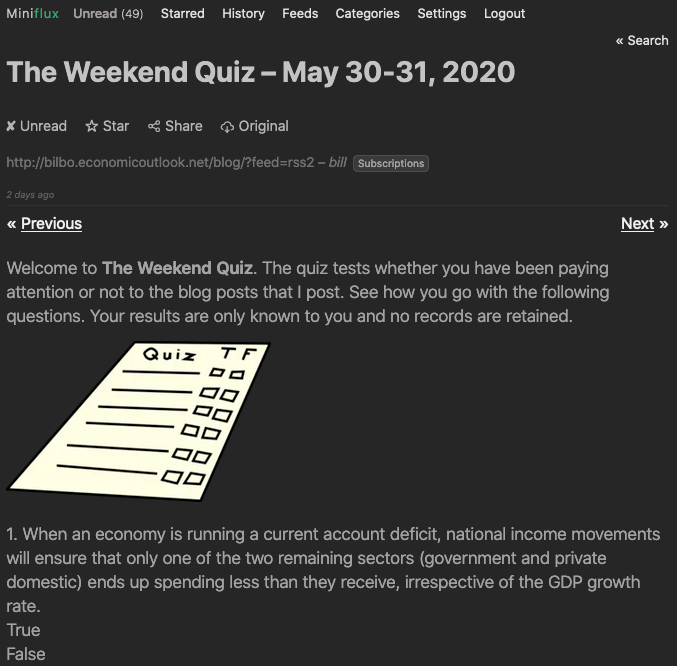 Miniflux Unread (49) Starred History Feeds Categories Settings Logout
« Search
The Weekend Quiz – May 30-31, 2020
✘ Unread ☆ Star Share Original
http://bilbo.economicoutlook.net/blog/?feed=rss2 – bill Subscriptions
2 days ago
« Previous Next »
Welcome to The Weekend Quiz. The quiz tests whether you have been paying
attention or not to the blog posts that I post. See how you go with the following
questions. Your results are only known to you and no records are retained.
Quiz T F
1. When an economy is running a current account deficit, national income movements
will ensure that only one of the two remaining sectors (government and private
domestic) ends up spending less than they receive, irrespective of the GDP growth
rate.
True
False